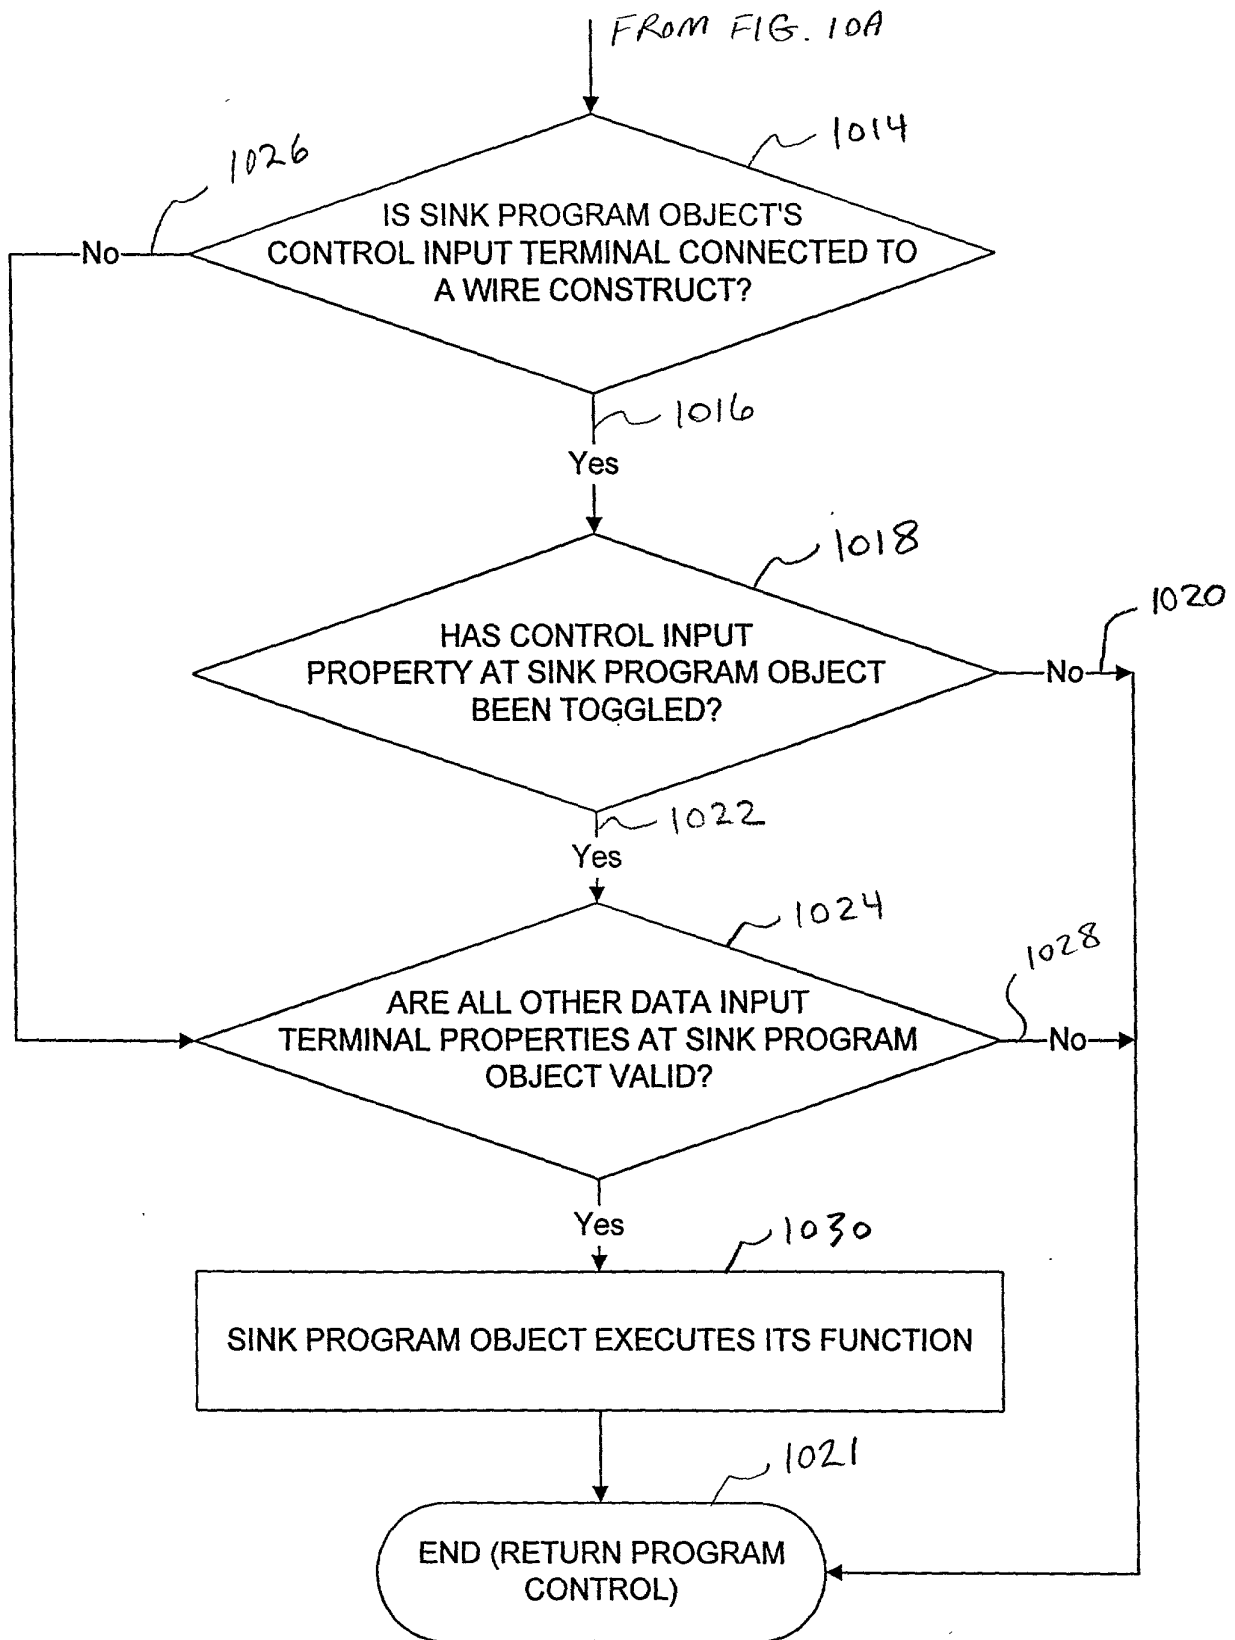 FROM FIG. 10A
1014
1026
IS SINK PROGRAM OBJECT'S
CONTROL INPUT TERMINAL CONNECTED TO
A WIRE CONSTRUCT?
No
1016
Yes
1018
1020
HAS CONTROL INPUT
PROPERTY AT SINK PROGRAM OBJECT
BEEN TOGGLED?
No
1022
Yes
1024
1028
ARE ALL OTHER DATA INPUT
TERMINAL PROPERTIES AT SINK PROGRAM
OBJECT VALID?
No
Yes
1030
SINK PROGRAM OBJECT EXECUTES ITS FUNCTION
1021
END (RETURN PROGRAM
CONTROL)